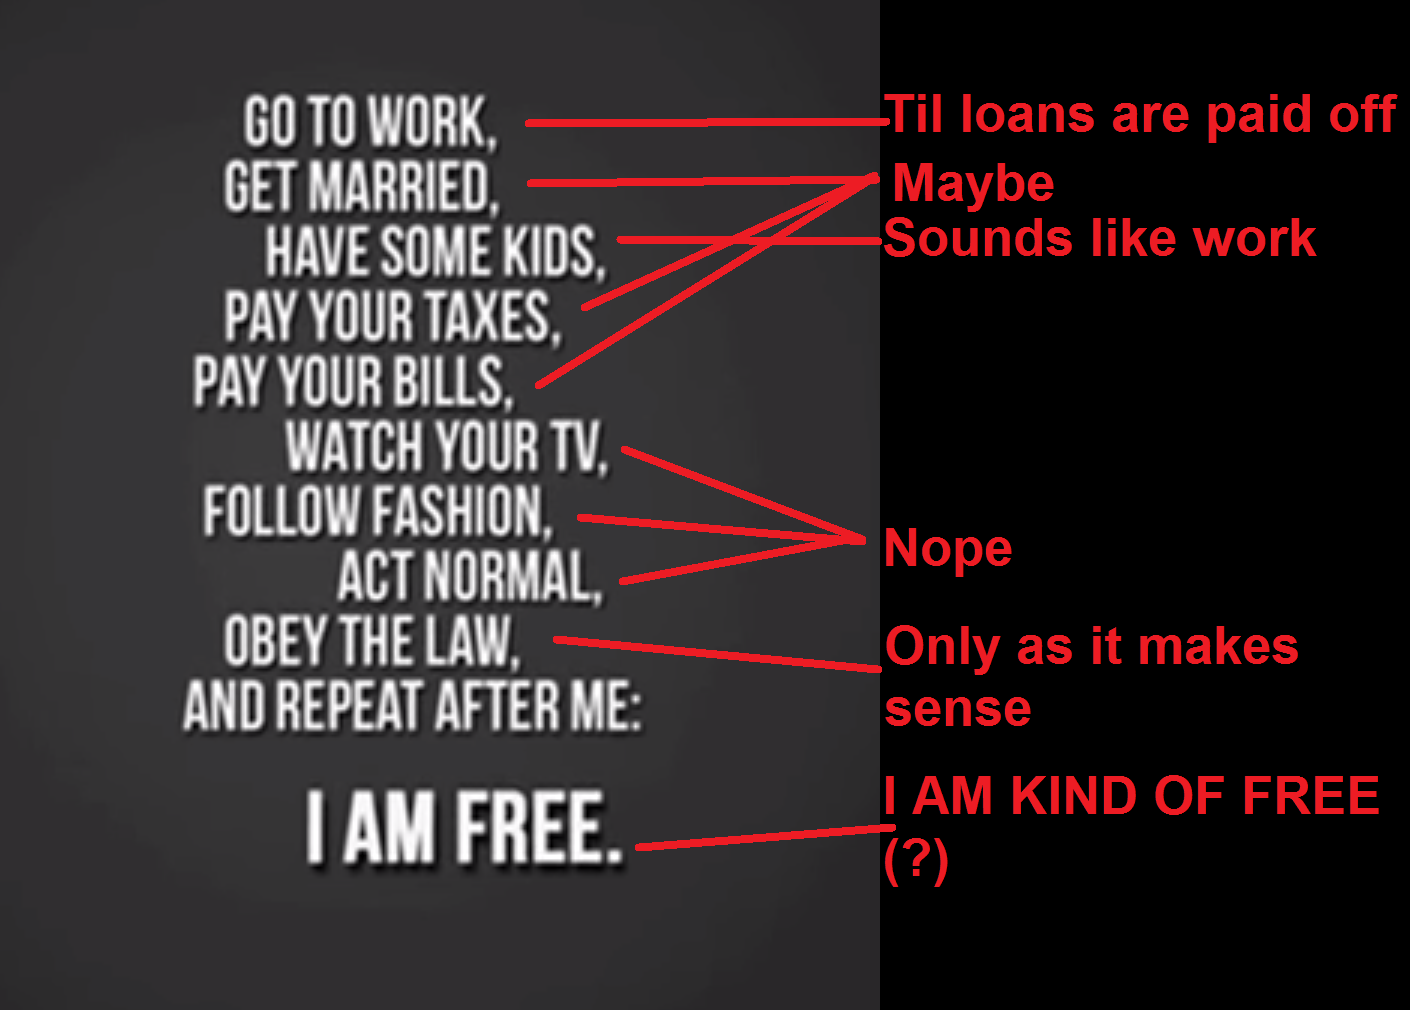 GO TO WORK,
GET MARRIED,
HAVE SOME KIDS,
PAY YOUR TAXES,
PAY YOUR BILLS,
WATCH YOUR TV,
FOLLOW FASHION,
ACT NORMAL,
OBEY THE LAW,
AND REPEAT AFTER ME:
I AM FREE.
Til loans are paid off
Maybe
Sounds like work
Nope
Only as it makes
sense
I AM KIND OF FREE
(?)